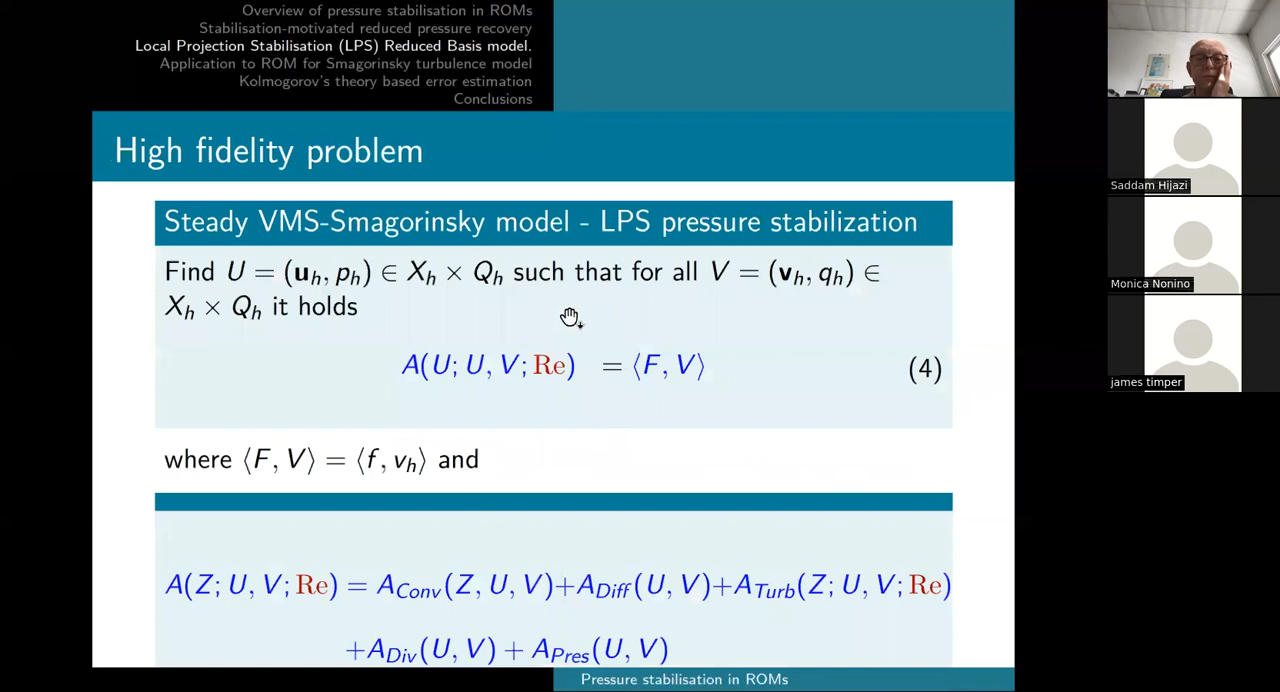 Overview of pressure stabilisation in ROMs
Stabilisation-motivated reduced pressure recovery
Local Projection Stabilisation (LPS) Reduced Basis model.
Application to ROM for Smagorinsky turbulence model
Kolmogorov's theory based error estimation
Conclusions
High fidelity problem
Steady VMS-Smagorinsky model - LPS pressure stabilization
Find U = (u_h, p_h) ∈ X_h × Q_h such that for all V = (v_h, q_h) ∈
X_h × Q_h it holds
A(U; U, V; Re) = ⟨F, V⟩ (4)
where ⟨F, V⟩ = ⟨f, v_h⟩ and
A(Z; U, V; Re) = A_Conv(Z, U, V)+A_Diff(U, V)+A_Turb(Z; U, V; Re)
+A_Div(U, V) + A_Pres(U, V)
Pressure stabilisation in ROMs
Saddam Hijazi
Monica Nonino
james timper